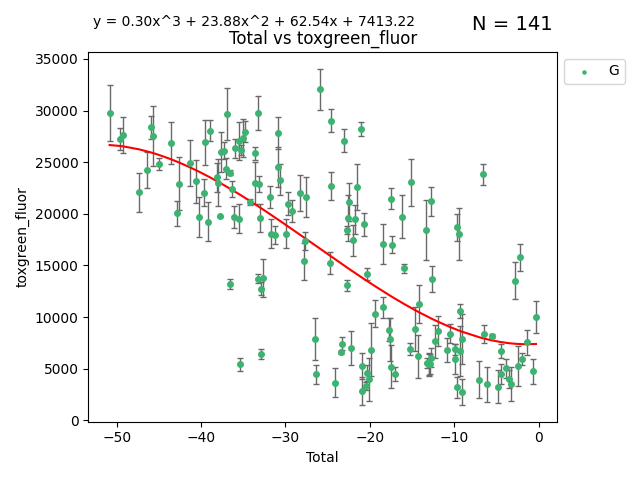 y = 0.30x^3 + 23.88x^2 + 62.54x + 7413.22
N = 141
Total vs toxgreen_fluor
35000
30000
25000
20000
15000
10000
5000
0
toxgreen_fluor
G
−50 −40 −30 −20 −10 0
Total